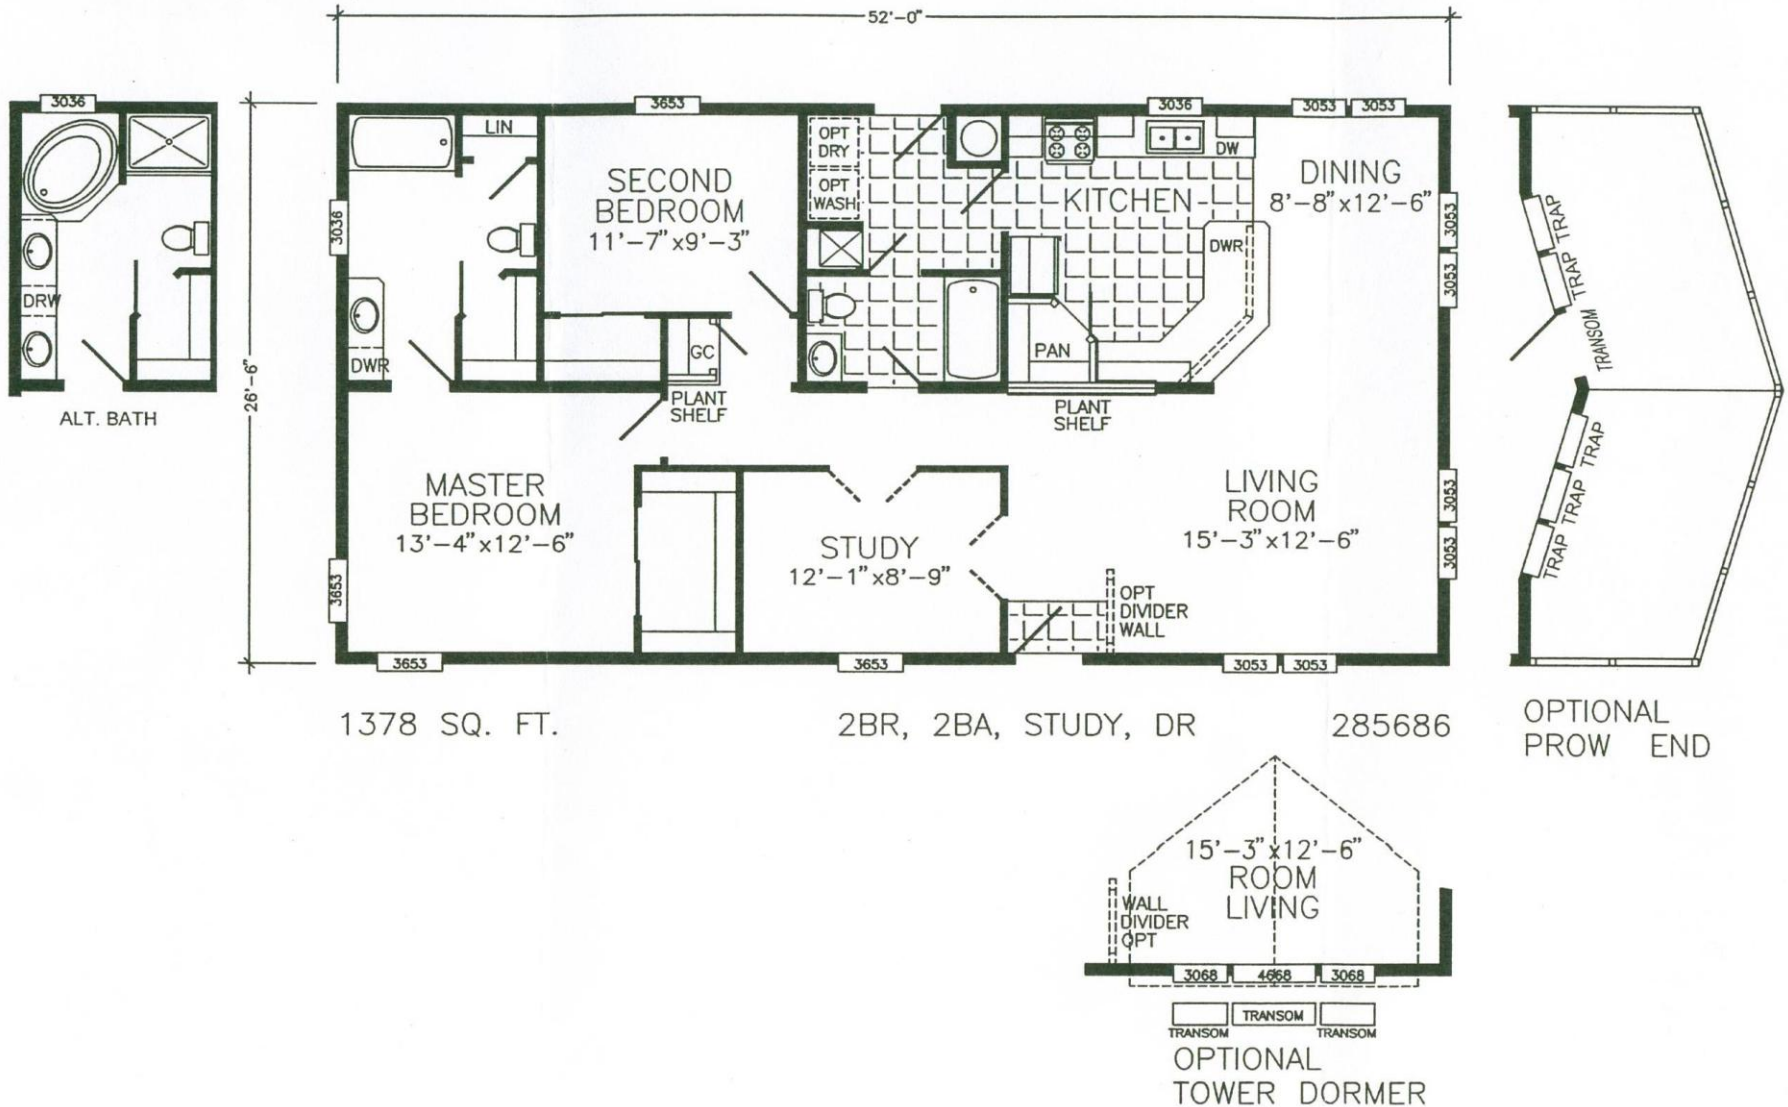 52'-0"
3036
DRW
ALT. BATH
26'-6"
3653
3036
3053
3053
LIN
SECOND
BEDROOM
11'-7"x9'-3"
OPT
DRY
OPT
WASH
KITCHEN
DW
DWR
DINING
8'-8"x12'-6"
3036
3053
3053
DWR
GC
PAN
PLANT
SHELF
PLANT
SHELF
MASTER
BEDROOM
13'-4"x12'-6"
STUDY
12'-1"x8'-9"
LIVING
ROOM
15'-3"x12'-6"
OPT
DIVIDER
WALL
3053
3053
3653
3653
3653
3053
3053
TRAP
TRAP
TRANSOM
TRAP
TRAP
TRAP
1378 SQ. FT.
2BR, 2BA, STUDY, DR
285686
OPTIONAL
PROW END
15'-3"x12'-6"
ROOM
LIVING
WALL
DIVIDER
OPT
3068
4668
3068
TRANSOM
TRANSOM
TRANSOM
OPTIONAL
TOWER DORMER